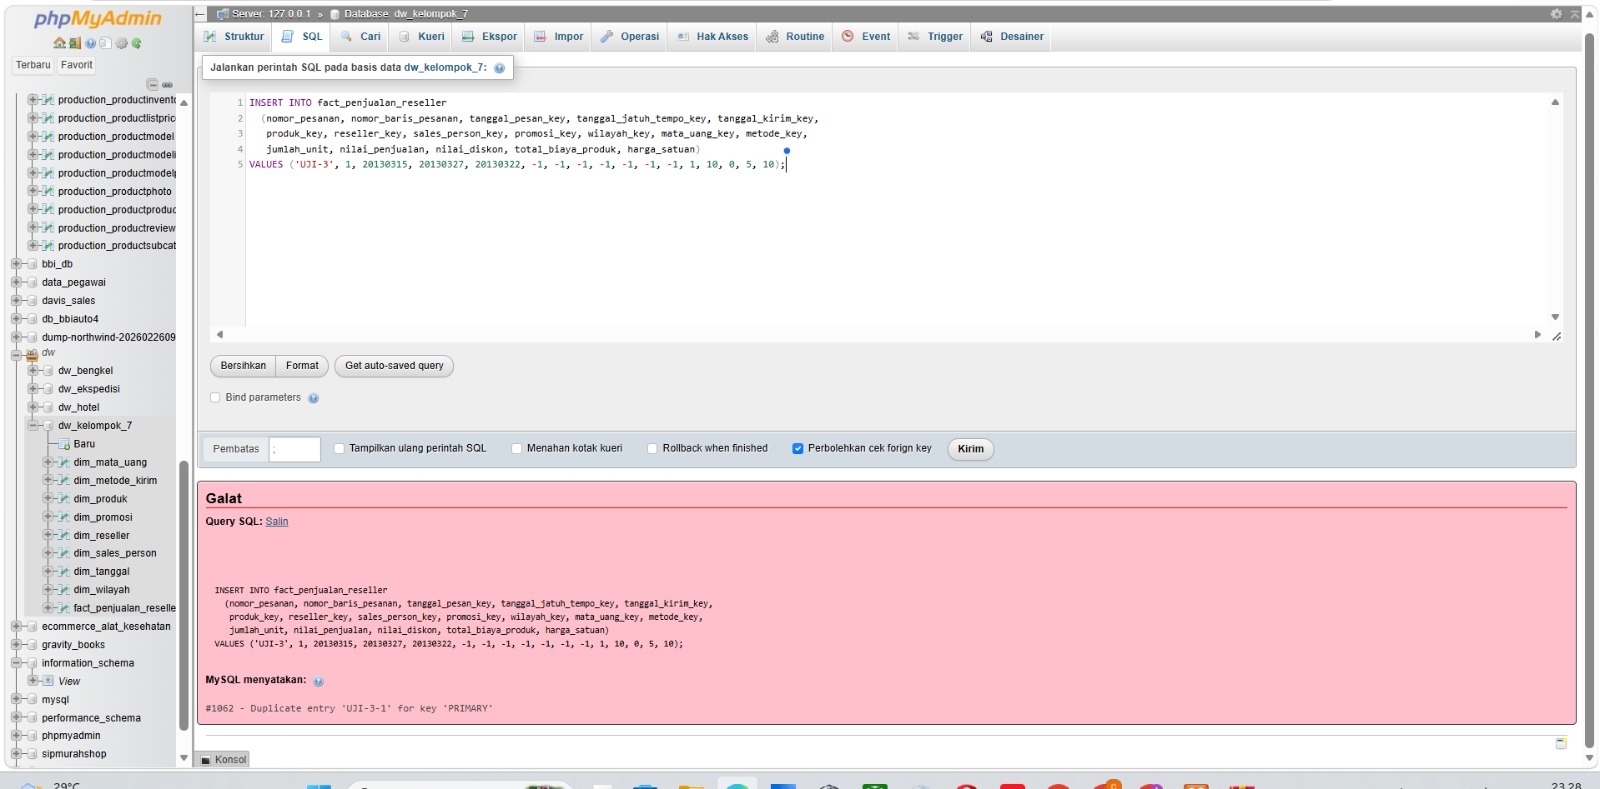 phpMyAdmin
Terbaru Favorit
production_productinvento
production_productlistprice
production_productmodel
production_productmodeli
production_productmodelp
production_productphoto
production_productproduc
production_productreview
production_productsubcat
bbi_db
data_pegawai
davis_sales
db_bbiauto4
dump-northwind-2026022609
dw
dw_bengkel
dw_ekspedisi
dw_hotel
dw_kelompok_7
Baru
dim_mata_uang
dim_metode_kirim
dim_produk
dim_promosi
dim_reseller
dim_sales_person
dim_tanggal
dim_wilayah
fact_penjualan_reselle
ecommerce_alat_kesehatan
gravity_books
information_schema
View
mysql
performance_schema
phpmyadmin
sipmurahshop
Server: 127.0.0.1 » Database: dw_kelompok_7
Struktur SQL Cari Kueri Ekspor Impor Operasi Hak Akses Routine Event Trigger Desainer
Jalankan perintah SQL pada basis data dw_kelompok_7:
1 INSERT INTO fact_penjualan_reseller
2 (nomor_pesanan, nomor_baris_pesanan, tanggal_pesan_key, tanggal_jatuh_tempo_key, tanggal_kirim_key,
3 produk_key, reseller_key, sales_person_key, promosi_key, wilayah_key, mata_uang_key, metode_key,
4 jumlah_unit, nilai_penjualan, nilai_diskon, total_biaya_produk, harga_satuan)
5 VALUES ('UJI-3', 1, 20130315, 20130327, 20130322, -1, -1, -1, -1, -1, -1, -1, 1, 10, 0, 5, 10);
Bersihkan Format Get auto-saved query
Bind parameters
Pembatas ; Tampilkan ulang perintah SQL Menahan kotak kueri Rollback when finished Perbolehkan cek forign key Kirim
Galat
Query SQL: Salin
INSERT INTO fact_penjualan_reseller
(nomor_pesanan, nomor_baris_pesanan, tanggal_pesan_key, tanggal_jatuh_tempo_key, tanggal_kirim_key,
produk_key, reseller_key, sales_person_key, promosi_key, wilayah_key, mata_uang_key, metode_key,
jumlah_unit, nilai_penjualan, nilai_diskon, total_biaya_produk, harga_satuan)
VALUES ('UJI-3', 1, 20130315, 20130327, 20130322, -1, -1, -1, -1, -1, -1, -1, 1, 10, 0, 5, 10);
MySQL menyatakan:
#1062 - Duplicate entry 'UJI-3-1' for key 'PRIMARY'
Konsol
29°C
23.28